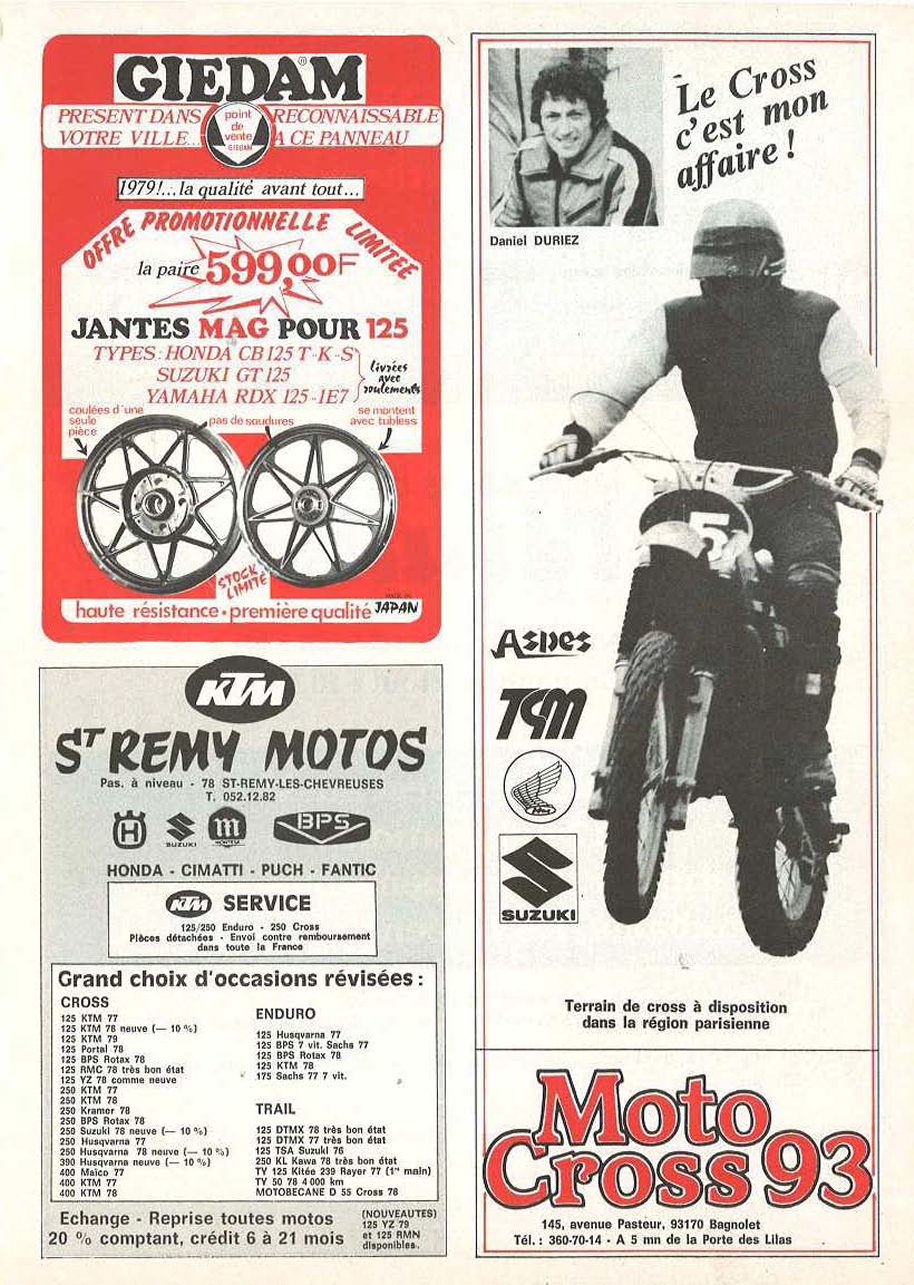 GIEDAM®
PRESENT DANS
VOTRE VILLE...
point
de
vente
GIEDAM
RECONNAISSABLE
A CE PANNEAU
1979!...la qualité avant tout...
OFFRE PROMOTIONNELLE LIMITEE
la paire 599,00F
JANTES MAG POUR 125
TYPES: HONDA CB 125 T-K-S
SUZUKI GT 125
YAMAHA RDX 125-1E7
livrées
avec
roulements
coulées d'une
seule
pièce
pas de soudures
se montent
avec tubless
STOCK
LIMITÉ
haute résistance • première qualité
MADE IN
JAPAN
KTM
ST REMY MOTOS
Pas. à niveau - 78 ST-REMY-LES-CHEVREUSES
T. 052.12.82
H
SUZUKI
m
MONTESA
BPS
HONDA - CIMATTI - PUCH - FANTIC
KTM SERVICE
125/250 Enduro - 250 Cross
Pièces détachées - Envoi contre remboursement
dans toute la France
Grand choix d'occasions révisées :
CROSS
125 KTM 77
125 KTM 78 neuve (— 10 %)
125 KTM 79
125 Portal 78
125 BPS Rotax 78
125 RMC 78 très bon état
125 YZ 78 comme neuve
250 KTM 77
250 KTM 78
250 Kramer 78
250 BPS Rotax 78
250 Suzuki 78 neuve (— 10 %)
250 Husqvarna 77
250 Husqvarna 78 neuve (— 10 %)
390 Husqvarna neuve (— 10 %)
400 Maïco 77
400 KTM 77
400 KTM 78
ENDURO
125 Husqvarna 77
125 BPS 7 vit. Sachs 77
125 BPS Rotax 78
125 KTM 78
175 Sachs 77 7 vit.
TRAIL
125 DTMX 78 très bon état
125 DTMX 77 très bon état
125 TSA Suzuki 76
250 KL Kawa 78 très bon état
TY 125 Kitée 239 Rayer 77 (1re main)
TY 50 78 4 000 km
MOTOBECANE D 55 Cross 78
Echange - Reprise toutes motos
20 % comptant, crédit 6 à 21 mois
(NOUVEAUTES)
125 YZ 79
et 125 RMN
disponibles.
Daniel DURIEZ
Le Cross
c'est mon
affaire !
5
Aspes
TGM
SUZUKI
Terrain de cross à disposition
dans la région parisienne
Moto
Cross 93
145, avenue Pasteur, 93170 Bagnolet
Tél. : 360-70-14 - A 5 mn de la Porte des Lilas